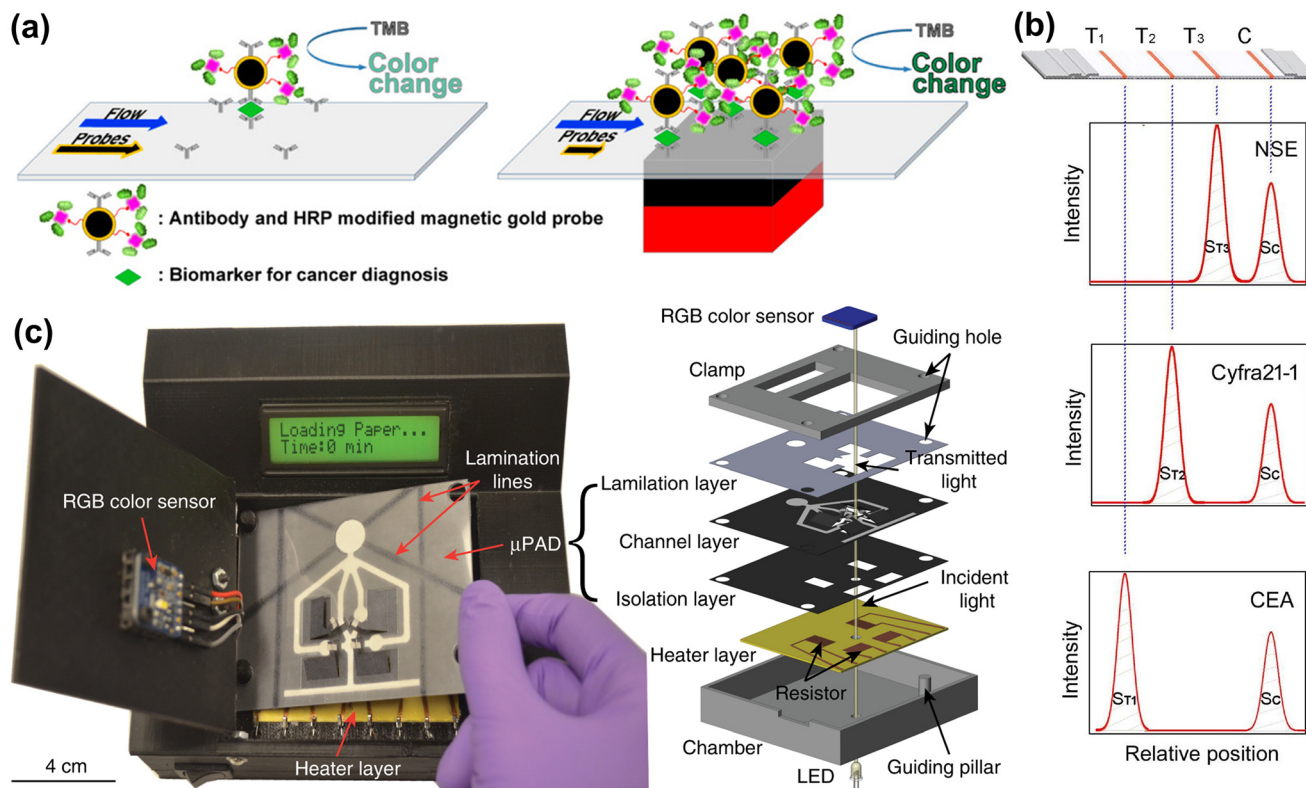 (a)
TMB
Color
change
Flow
Probes
TMB
Color
change
Flow
Probes
: Antibody and HRP modified magnetic gold probe
: Biomarker for cancer diagnosis
(b)
T1 T2 T3 C
Intensity
NSE
ST3
SC
Intensity
Cyfra21-1
ST2
SC
Intensity
CEA
ST1
SC
Relative position
(c)
Loading Paper...
Time:0 min
RGB color sensor
Lamination
lines
μPAD
Heater layer
4 cm
RGB color sensor
Guiding hole
Clamp
Transmitted
light
Lamilation layer
Channel layer
Incident
light
Isolation layer
Heater layer
Resistor
Chamber
LED
Guiding pillar